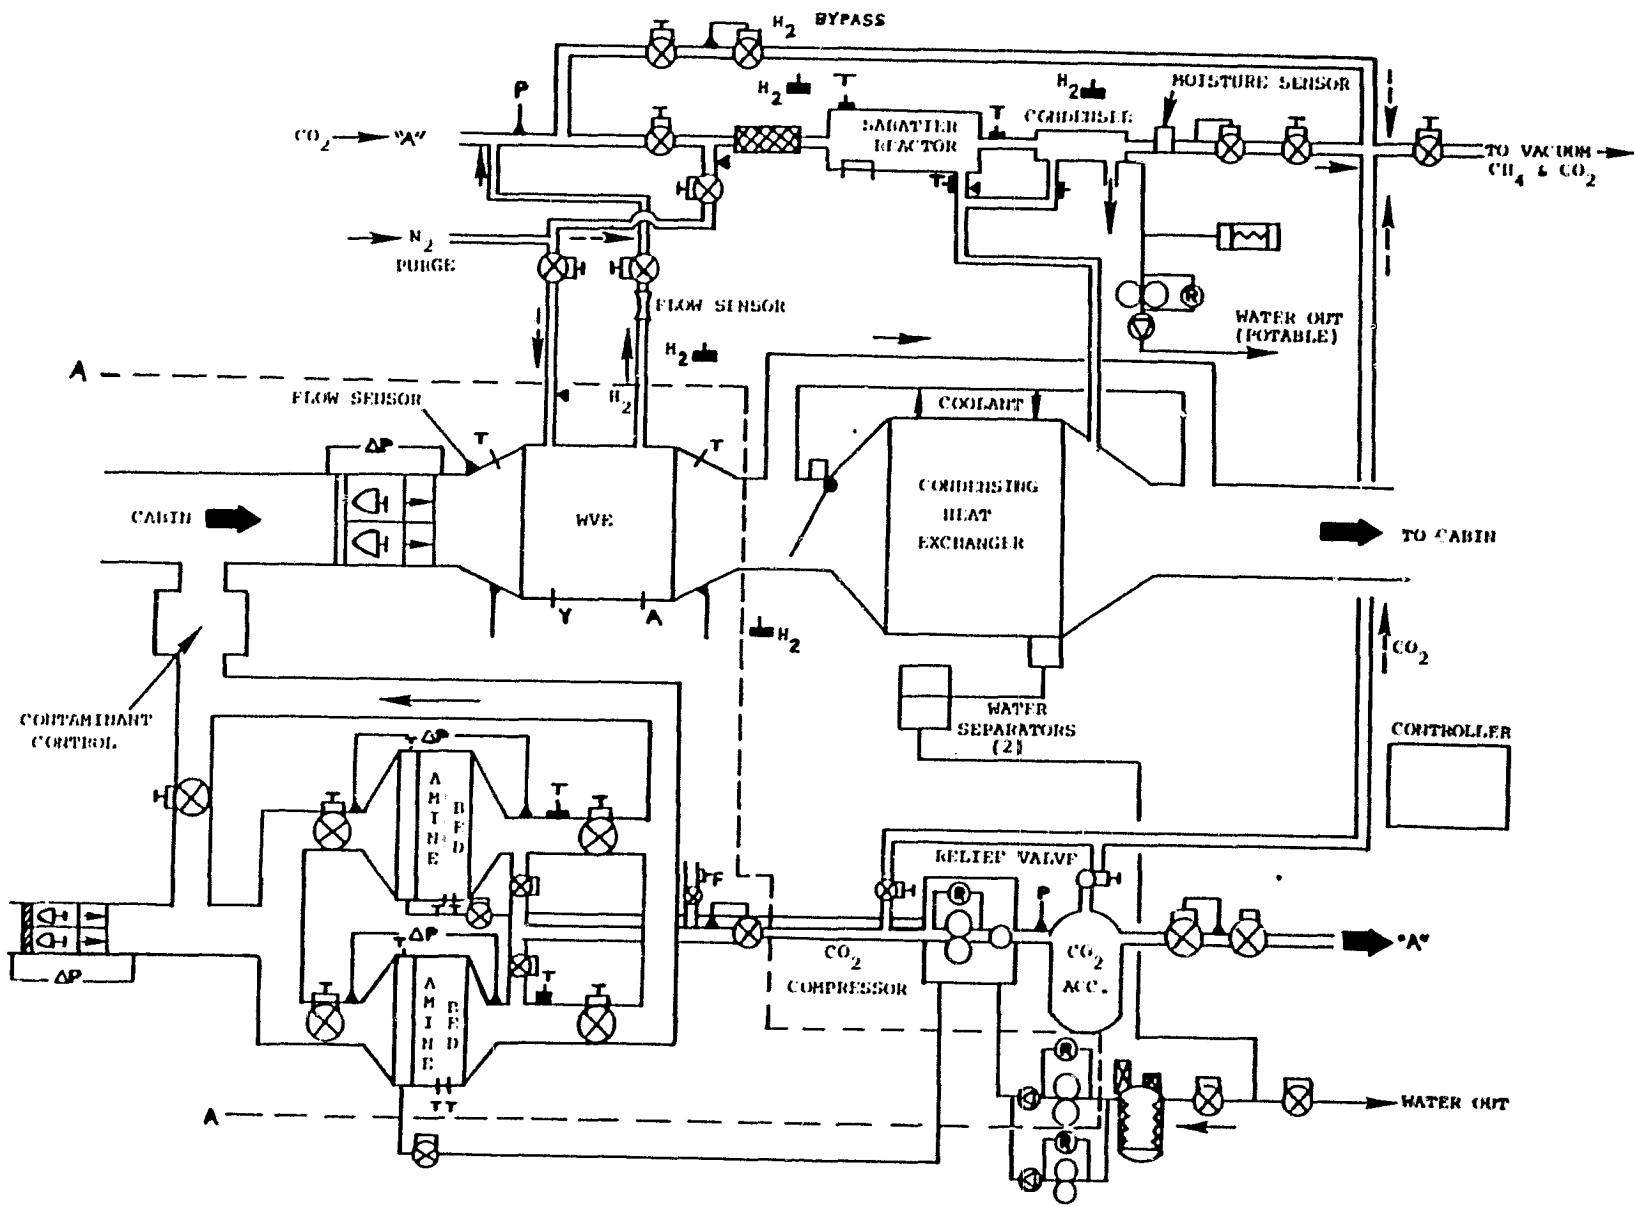 H2 BYPASS
P
H2
T
H2
MOISTURE SENSOR
CO2
"A"
SABATIER
REACTOR
T
CONDENSER
TO VACUUM
CH4 & CO2
T
N2
PURGE
FLOW SENSOR
R
WATER OUT
(POTABLE)
H2
A
FLOW SENSOR
H2
COOLANT
ΔP
T
T
CABIN
WVE
CONDENSING
HEAT
EXCHANGER
TO CABIN
Y
A
H2
CO2
CONTAMINANT
CONTROL
WATER
SEPARATORS
(2)
CONTROLLER
T
ΔP
T
AMINE
BED
T T
RELIEF VALVE
F
R
P
ΔP
ΔP
T
T
AMINE
BED
T T
CO2
COMPRESSOR
CO2
ACC.
"A"
R
A
WATER OUT
R